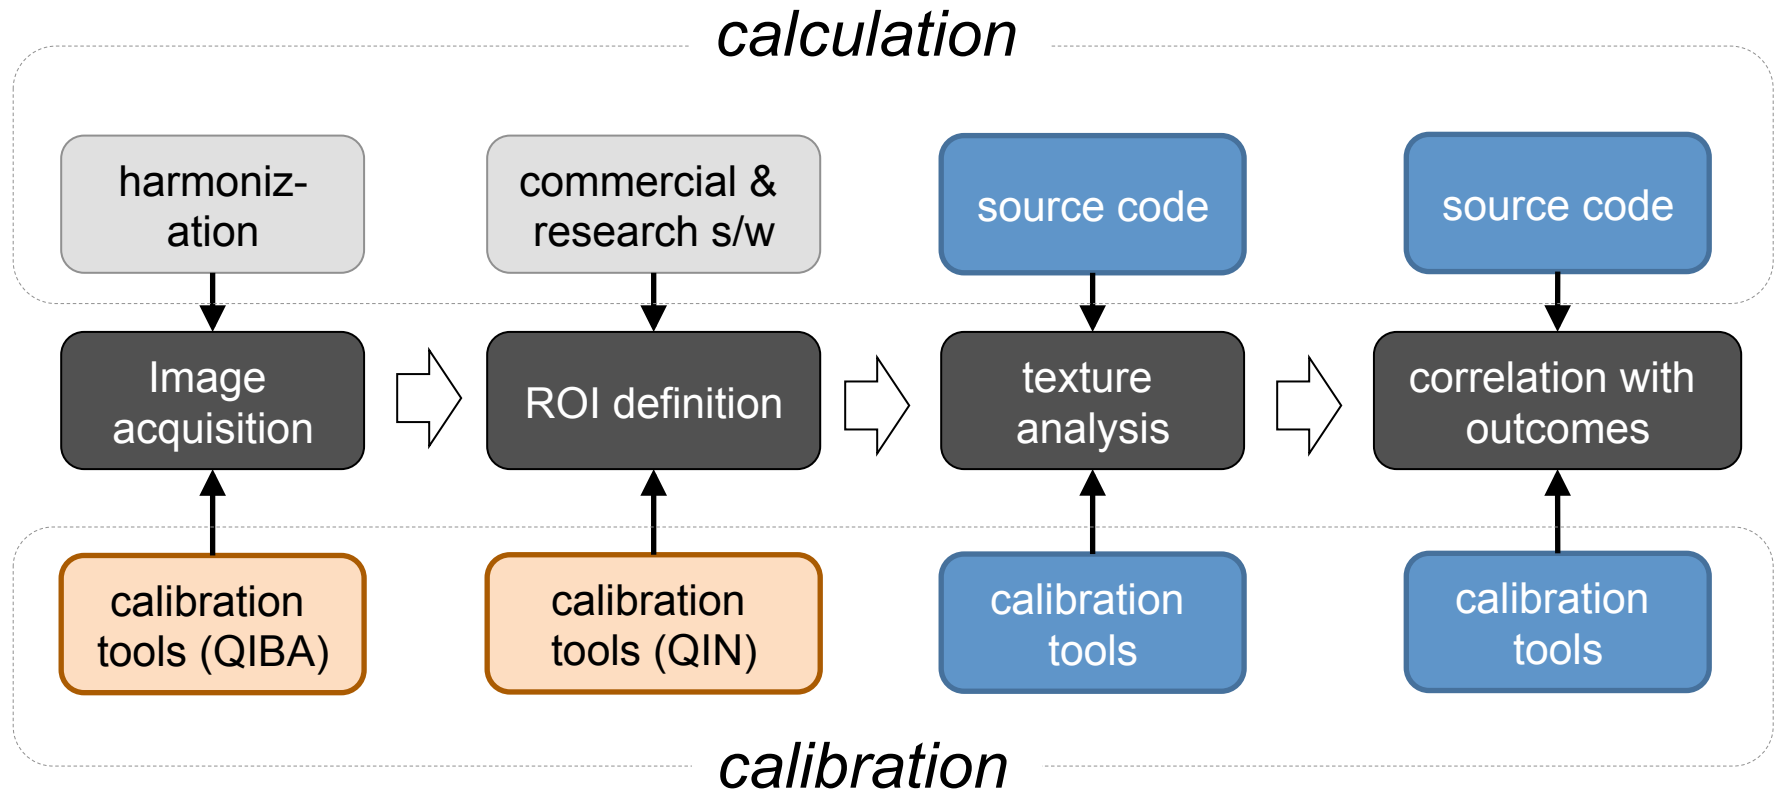 calculation
harmoniz-
ation
commercial &
research s/w
source code
source code
Image
acquisition
ROI definition
texture
analysis
correlation with
outcomes
calibration
tools (QIBA)
calibration
tools (QIN)
calibration
tools
calibration
tools
calibration